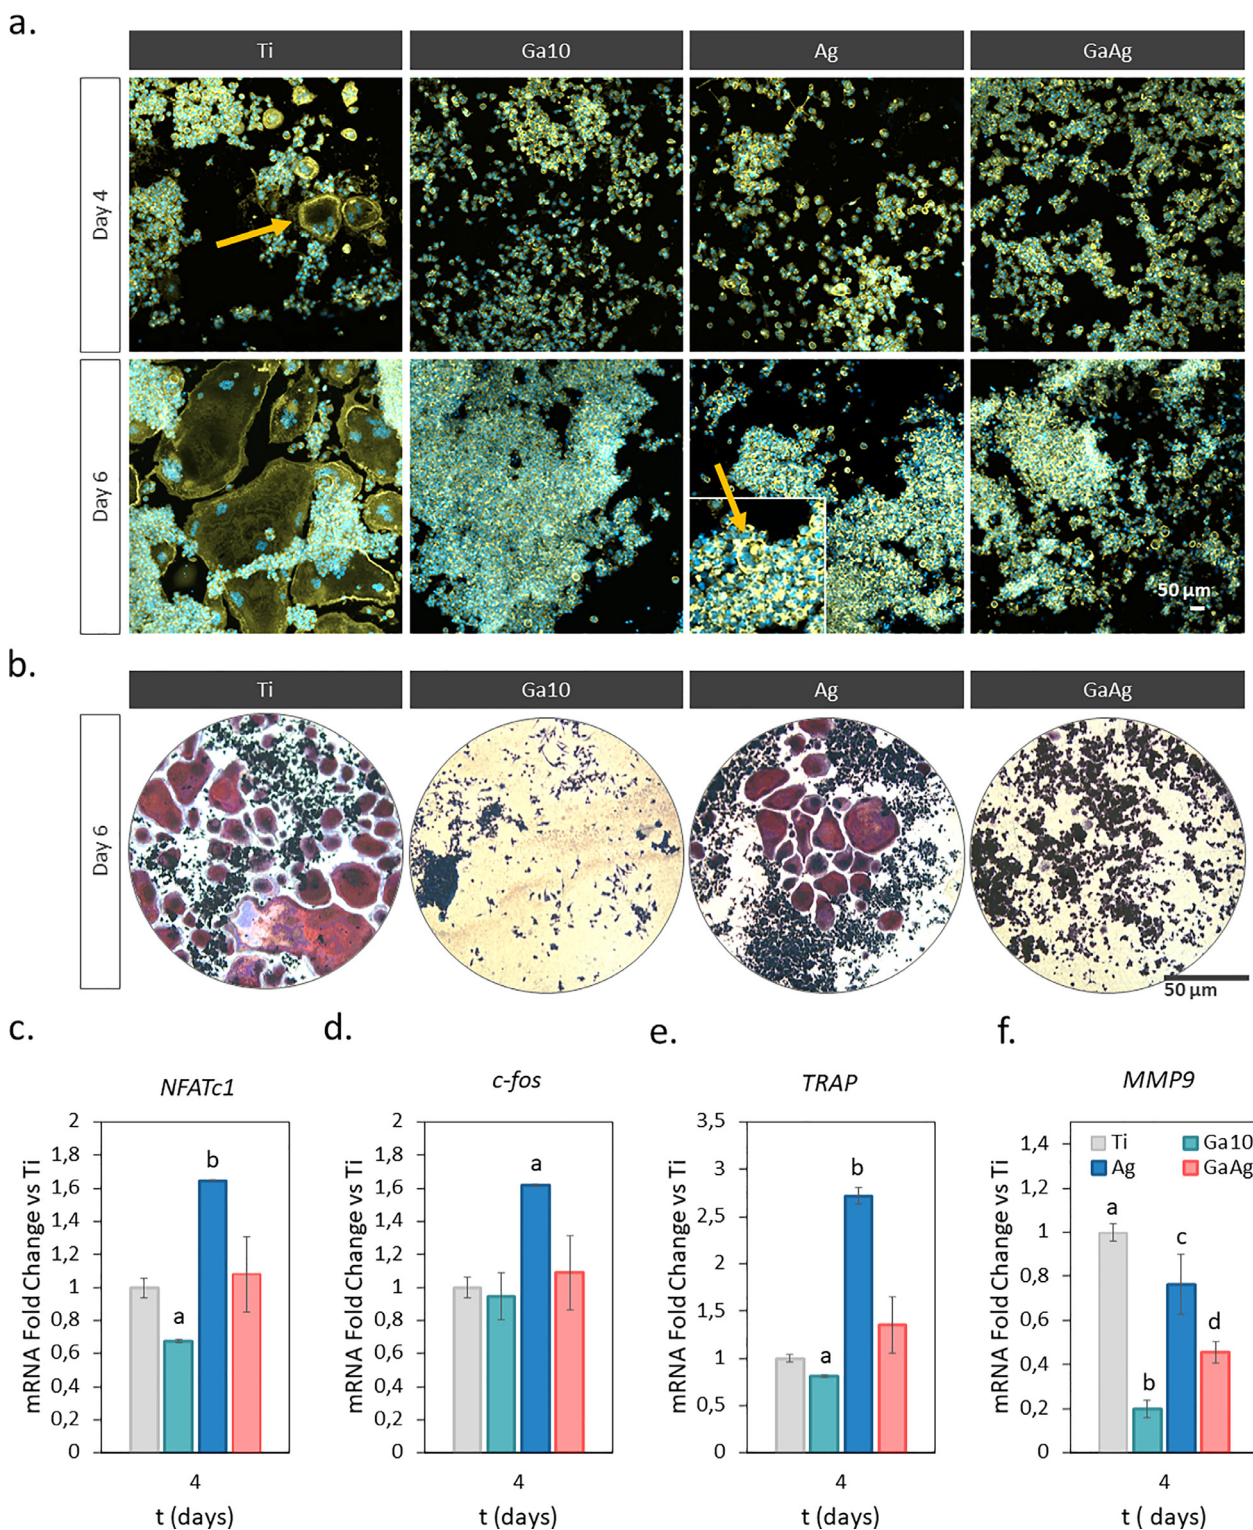 a.
Ti
Ga10
Ag
GaAg
Day 4
Day 6
50 µm
b.
Ti
Ga10
Ag
GaAg
Day 6
50 µm
c.
NFATc1
mRNA Fold Change vs Ti
2
1,8
1,6
1,4
1,2
1
0,8
0,6
0,4
0,2
0
a
b
4
t (days)
d.
c-fos
mRNA Fold Change vs Ti
2
1,8
1,6
1,4
1,2
1
0,8
0,6
0,4
0,2
0
a
4
t (days)
e.
TRAP
mRNA Fold Change vs Ti
3,5
3
2,5
2
1,5
1
0,5
0
a
b
4
t (days)
f.
MMP9
mRNA Fold Change vs Ti
1,4
1,2
1
0,8
0,6
0,4
0,2
0
Ti
Ga10
Ag
GaAg
a
b
c
d
4
t ( days)